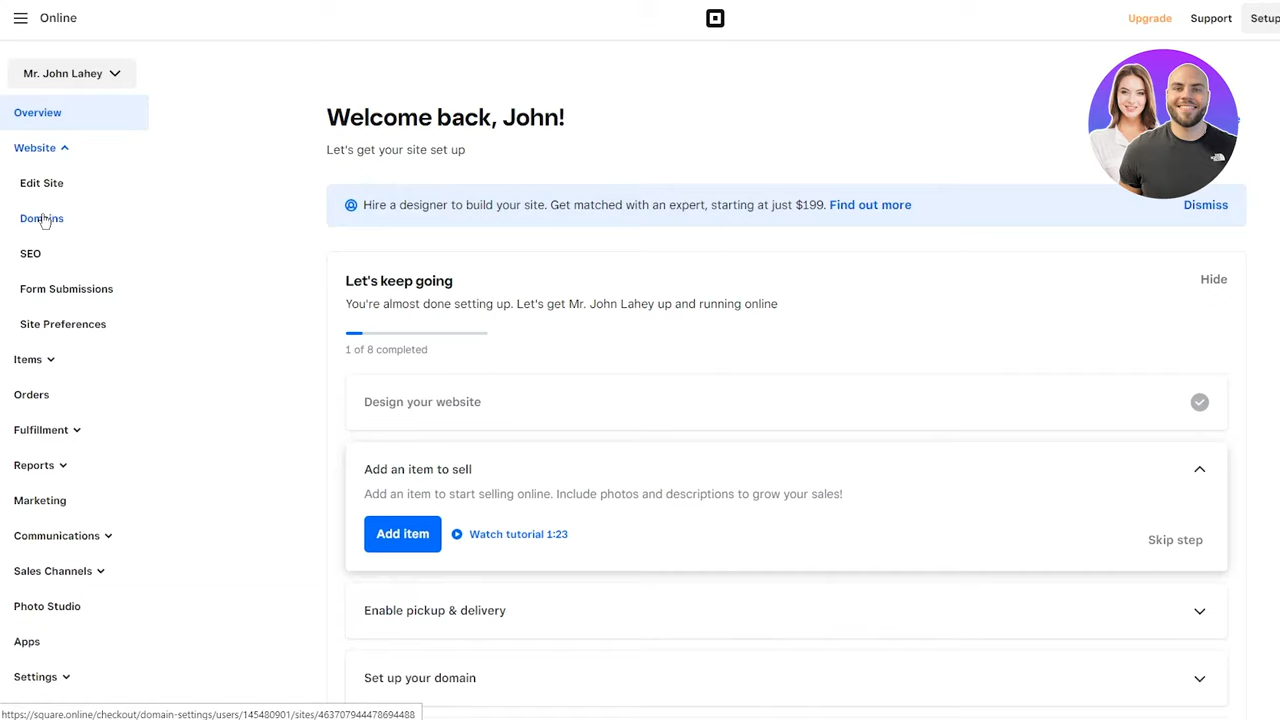 Online
Upgrade
Support
Setup
Mr. John Lahey
Overview
Website
Edit Site
Domains
SEO
Form Submissions
Site Preferences
Items
Orders
Fulfillment
Reports
Marketing
Communications
Sales Channels
Photo Studio
Apps
Settings
Welcome back, John!
Let's get your site set up
Hire a designer to build your site. Get matched with an expert, starting at just $199. Find out more
Dismiss
Let's keep going
Hide
You're almost done setting up. Let's get Mr. John Lahey up and running online
1 of 8 completed
Design your website
Add an item to sell
Add an item to start selling online. Include photos and descriptions to grow your sales!
Add item
Watch tutorial 1:23
Skip step
Enable pickup & delivery
Set up your domain
https://square.online/checkout/domain-settings/users/145480901/sites/463707944478694488